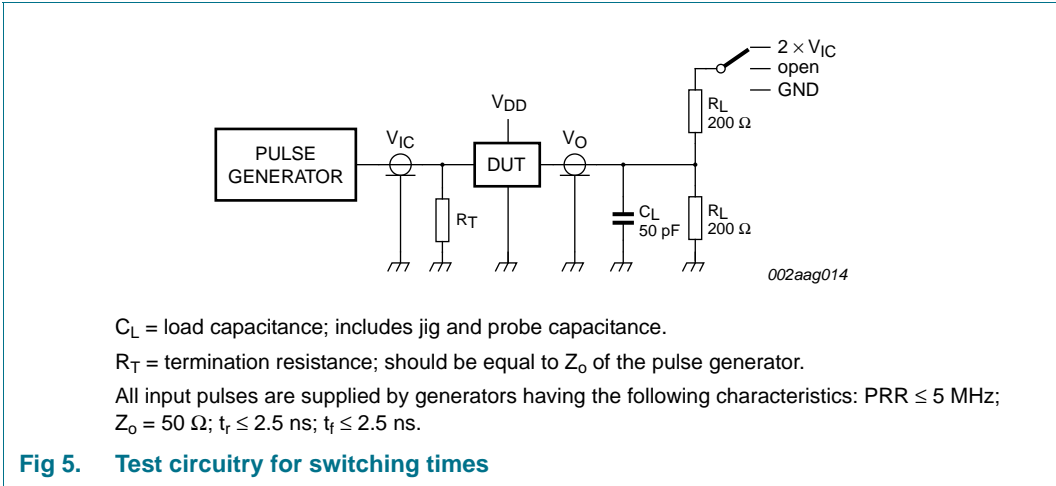 2 × VIC
open
GND
RL
200 Ω
VDD
VIC
VO
PULSE
GENERATOR
DUT
RT
CL
50 pF
RL
200 Ω
002aag014
CL = load capacitance; includes jig and probe capacitance.
RT = termination resistance; should be equal to Zo of the pulse generator.
All input pulses are supplied by generators having the following characteristics: PRR ≤ 5 MHz;
Zo = 50 Ω; tr ≤ 2.5 ns; tf ≤ 2.5 ns.
Fig 5. Test circuitry for switching times